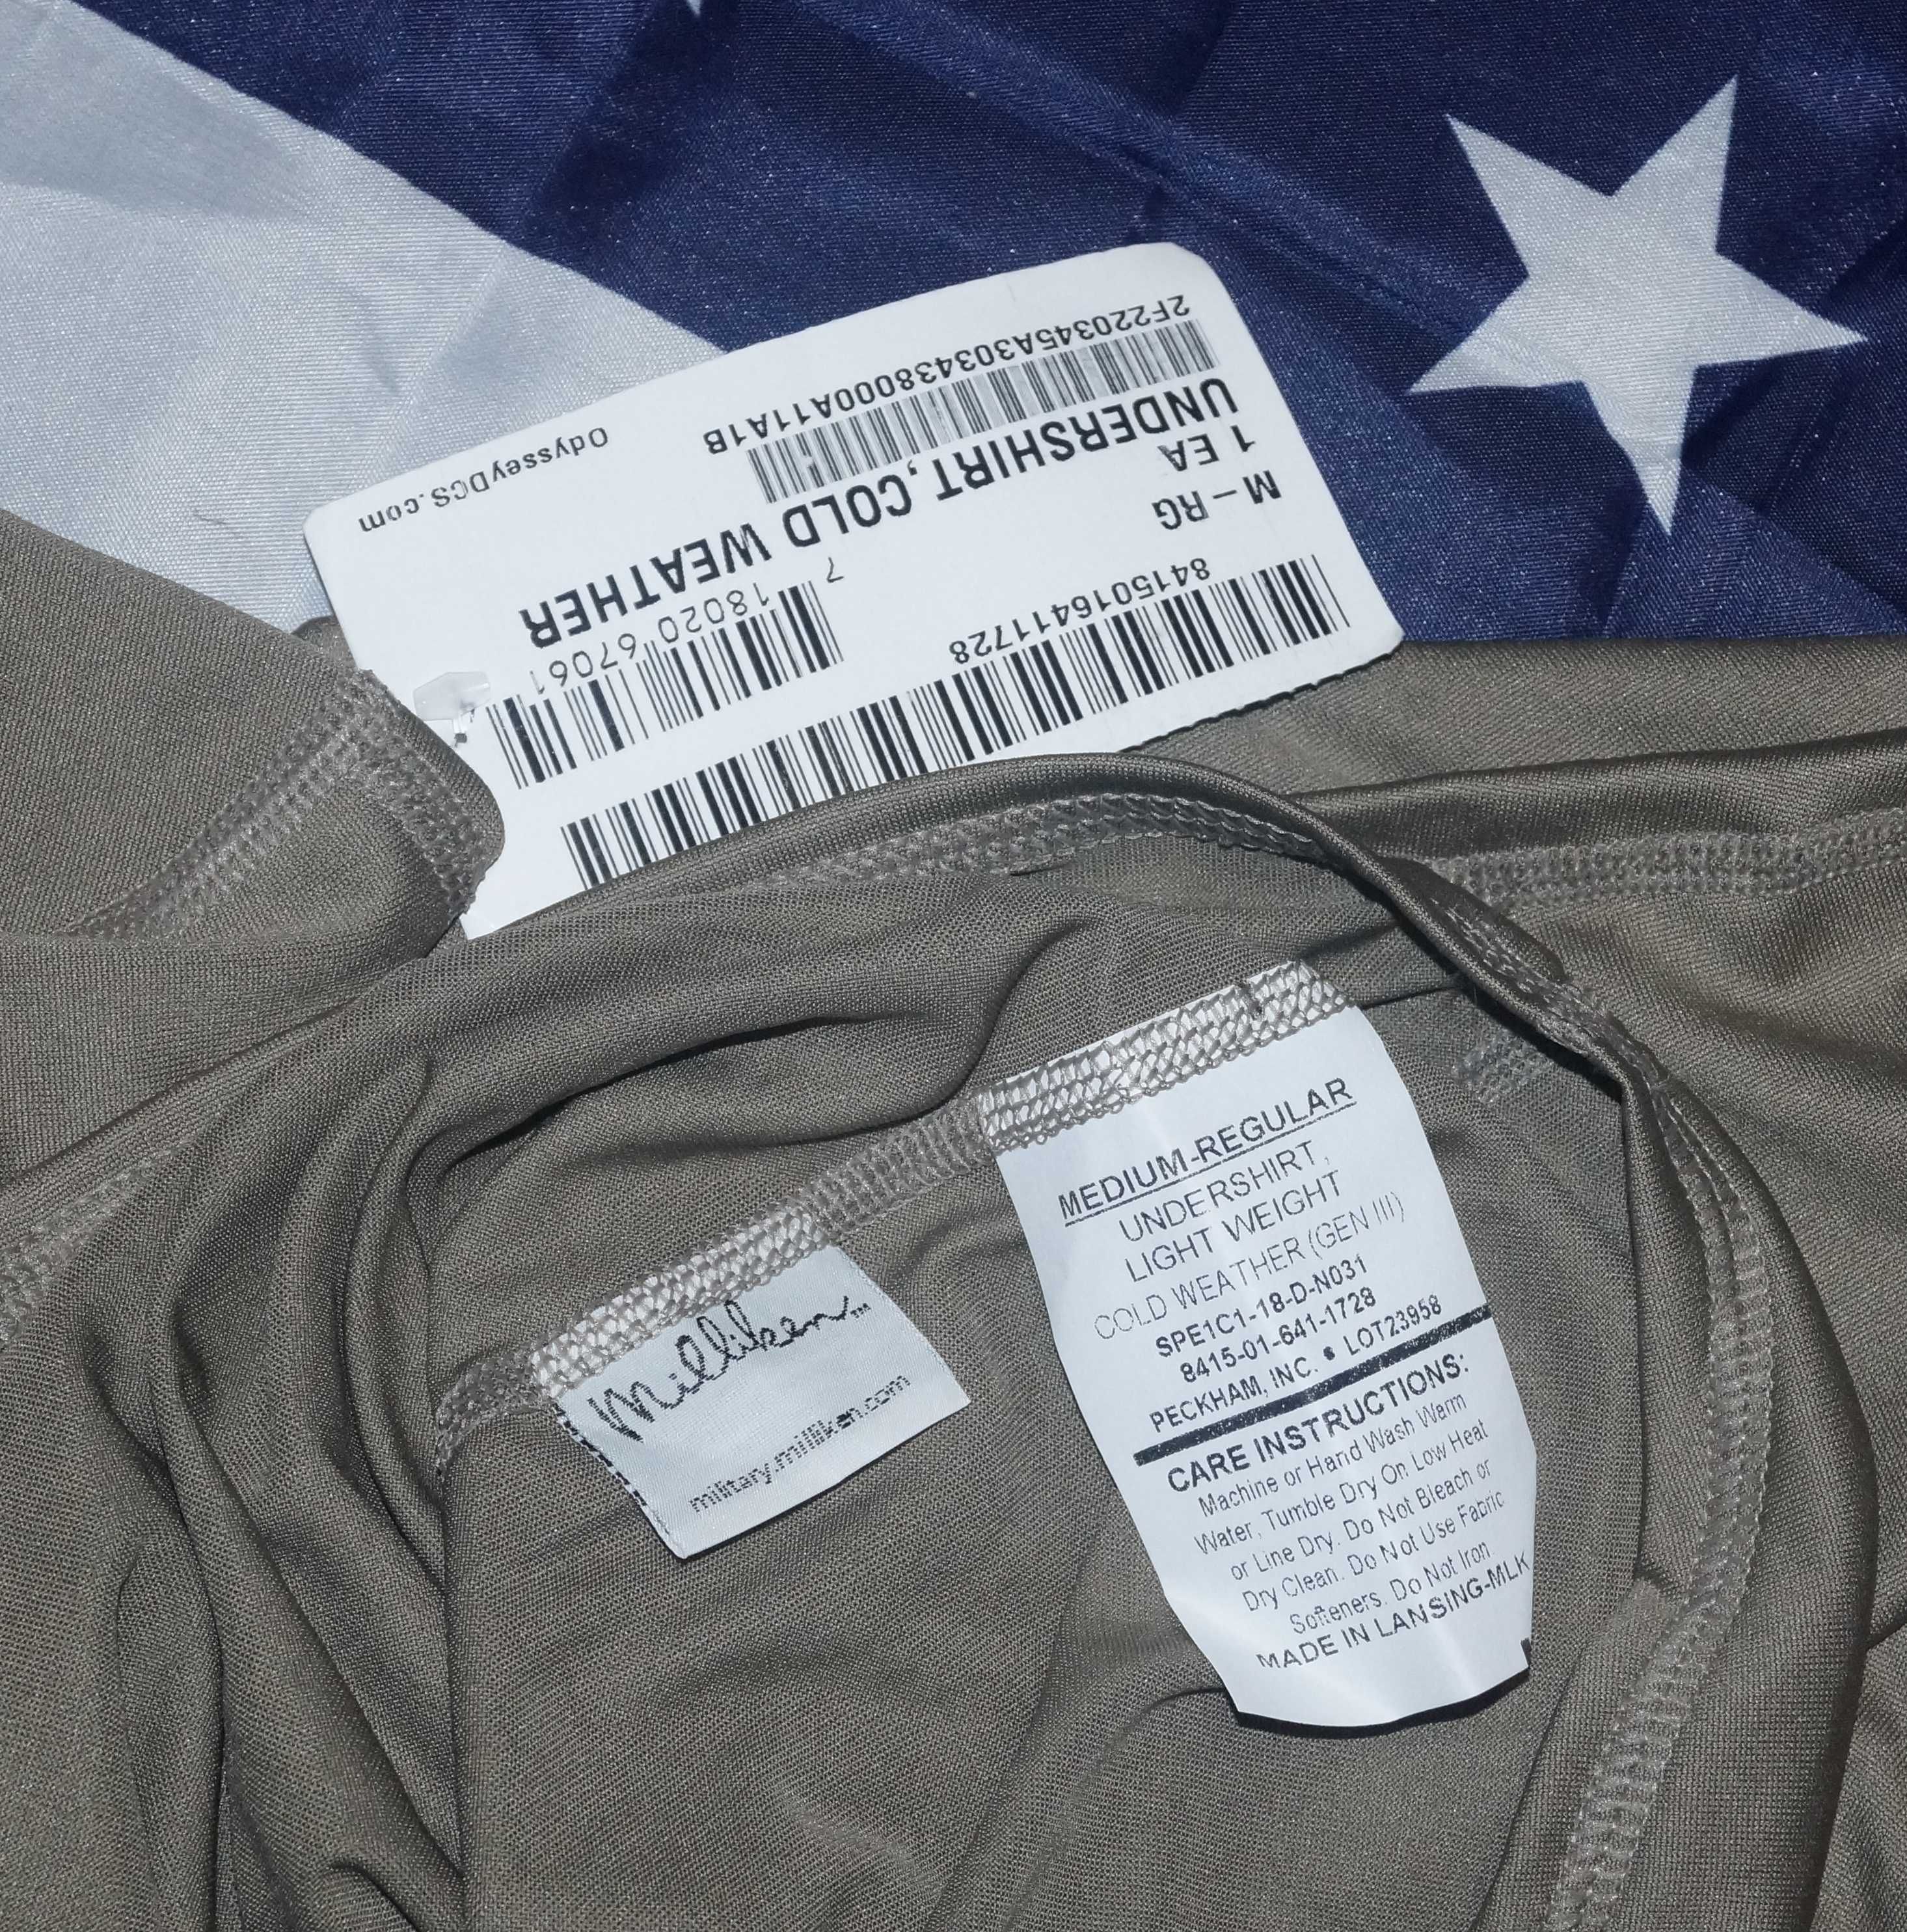 OdysseyDCS.com
2F220345A3034380000A11A1B
UNDERSHIRT, COLD WEATHER
1 EA
M-RG
7 18020 67061
8415016411728
Milliken™
military.milliken.com
MEDIUM-REGULAR
UNDERSHIRT,
LIGHT WEIGHT
COLD WEATHER (GEN III)
SPE1C1-18-D-N031
8415-01-641-1728
PECKHAM, INC. • LOT23958
CARE INSTRUCTIONS:
Machine or Hand Wash Warm
Water, Tumble Dry On Low Heat
or Line Dry. Do Not Bleach or
Dry Clean. Do Not Use Fabric
Softeners. Do Not Iron
MADE IN LANSING-MLK